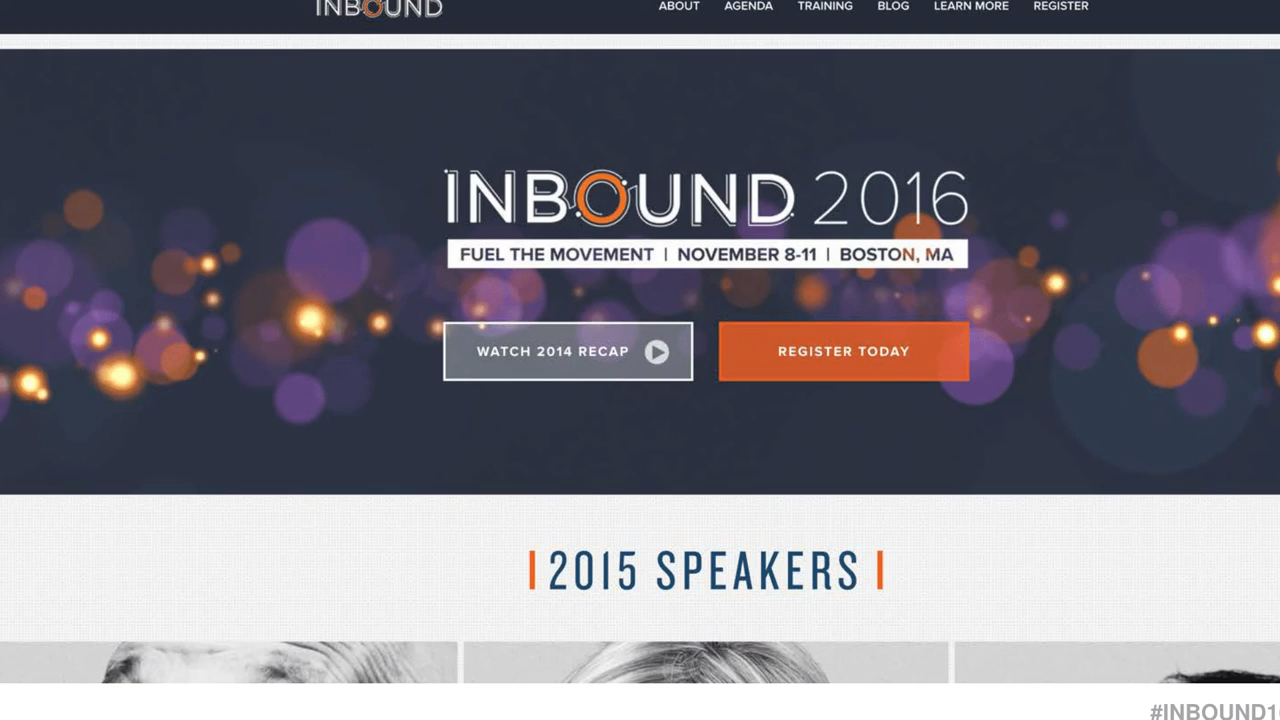 INBOUND
ABOUT AGENDA TRAINING BLOG LEARN MORE REGISTER
INBOUND 2016
FUEL THE MOVEMENT | NOVEMBER 8-11 | BOSTON, MA
WATCH 2014 RECAP
REGISTER TODAY
| 2015 SPEAKERS |
#INBOUND1